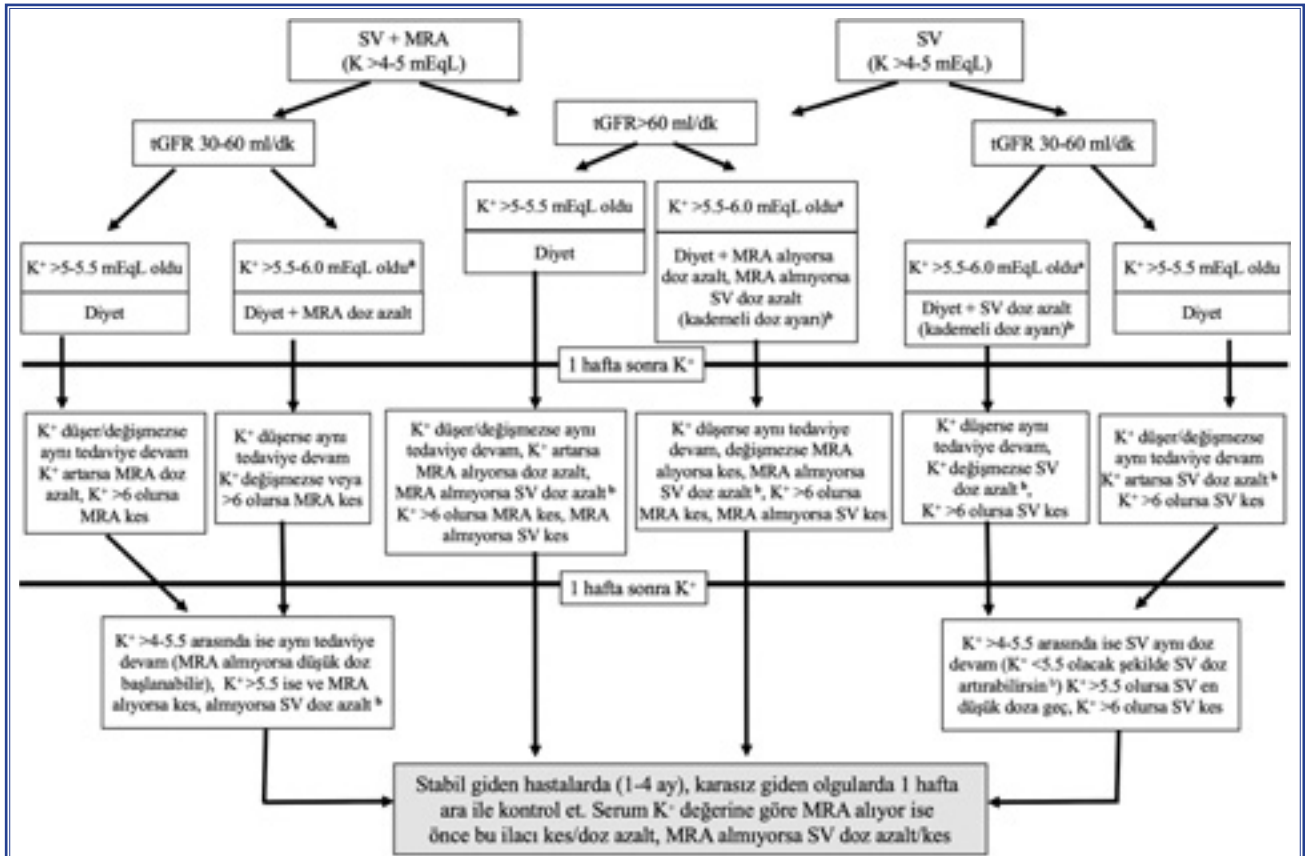 SV + MRA
(K >4-5 mEqL)
SV
(K >4-5 mEqL)
tGFR 30-60 ml/dk
tGFR>60 ml/dk
tGFR 30-60 ml/dk
K⁺ >5-5.5 mEqL oldu
Diyet
K⁺ >5.5-6.0 mEqL olduᵃ
Diyet + MRA doz azalt
K⁺ >5-5.5 mEqL oldu
Diyet
K⁺ >5.5-6.0 mEqL olduᵃ
Diyet + MRA alıyorsa
doz azalt, MRA almıyorsa
SV doz azalt
(kademeli doz ayarı)ᵇ
K⁺ >5.5-6.0 mEqL olduᵃ
Diyet + SV doz azalt
(kademeli doz ayarı)ᵇ
K⁺ >5-5.5 mEqL oldu
Diyet
1 hafta sonra K⁺
K⁺ düşer/değişmezse
aynı tedaviye devam
K⁺ artarsa MRA doz
azalt, K⁺ >6 olursa
MRA kes
K⁺ düşerse aynı
tedaviye devam
K⁺ değişmezse veya
>6 olursa MRA kes
K⁺ düşer/değişmezse aynı
tedaviye devam, K⁺ artarsa
MRA alıyorsa doz azalt,
MRA almıyorsa SV doz azalt ᵇ
K⁺ >6 olursa MRA kes, MRA
almıyorsa SV kes
K⁺ düşerse aynı tedaviye
devam, değişmezse MRA
alıyorsa kes, MRA almıyorsa
SV doz azalt ᵇ, K⁺ >6 olursa
MRA kes, MRA almıyorsa SV kes
K⁺ düşerse aynı
tedaviye devam,
K⁺ değişmezse SV
doz azalt ᵇ,
K⁺ >6 olursa SV kes
K⁺ düşer/değişmezse
aynı tedaviye devam
K⁺ artarsa SV doz azalt ᵇ
K⁺ >6 olursa SV kes
1 hafta sonra K⁺
K⁺ >4-5.5 arasında ise aynı tedaviye
devam (MRA almıyorsa düşük doz
başlanabilir), K⁺ >5.5 ise ve MRA
alıyorsa kes, almıyorsa SV doz azalt ᵇ
K⁺ >4-5.5 arasında ise SV aynı doz
devam (K⁺ <5.5 olacak şekilde SV doz
artırabilirsin ᵇ) K⁺ >5.5 olursa SV en
düşük doza geç, K⁺ >6 olursa SV kes
Stabil giden hastalarda (1-4 ay), karasız giden olgularda 1 hafta
ara ile kontrol et. Serum K⁺ değerine göre MRA alıyor ise
önce bu ilacı kes/doz azalt, MRA almıyorsa SV doz azalt/kes